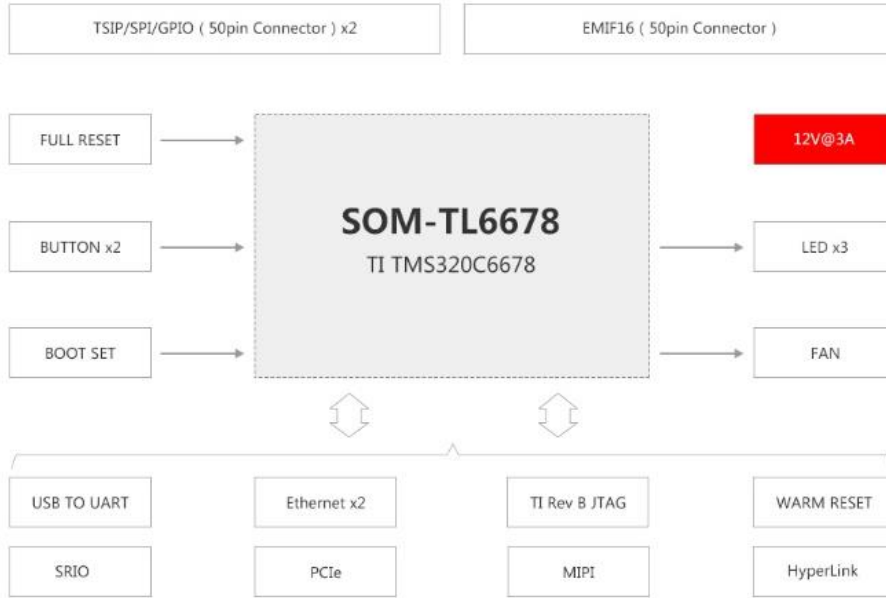 TSIP/SPI/GPIO ( 50pin Connector ) x2
EMIF16 ( 50pin Connector )
FULL RESET
12V@3A
SOM-TL6678
TI TMS320C6678
BUTTON x2
LED x3
BOOT SET
FAN
USB TO UART
Ethernet x2
TI Rev B JTAG
WARM RESET
SRIO
PCIe
MIPI
HyperLink